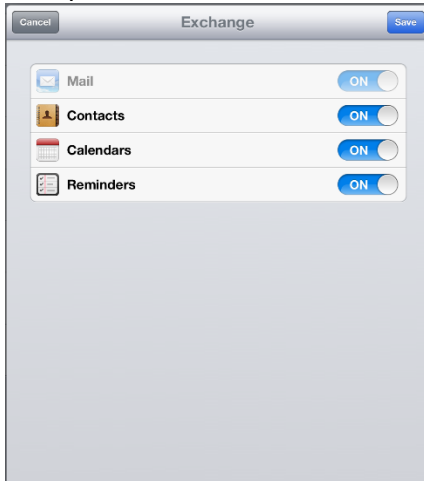 Cancel Exchange Save
Mail ON
Contacts ON
Calendars ON
Reminders ON